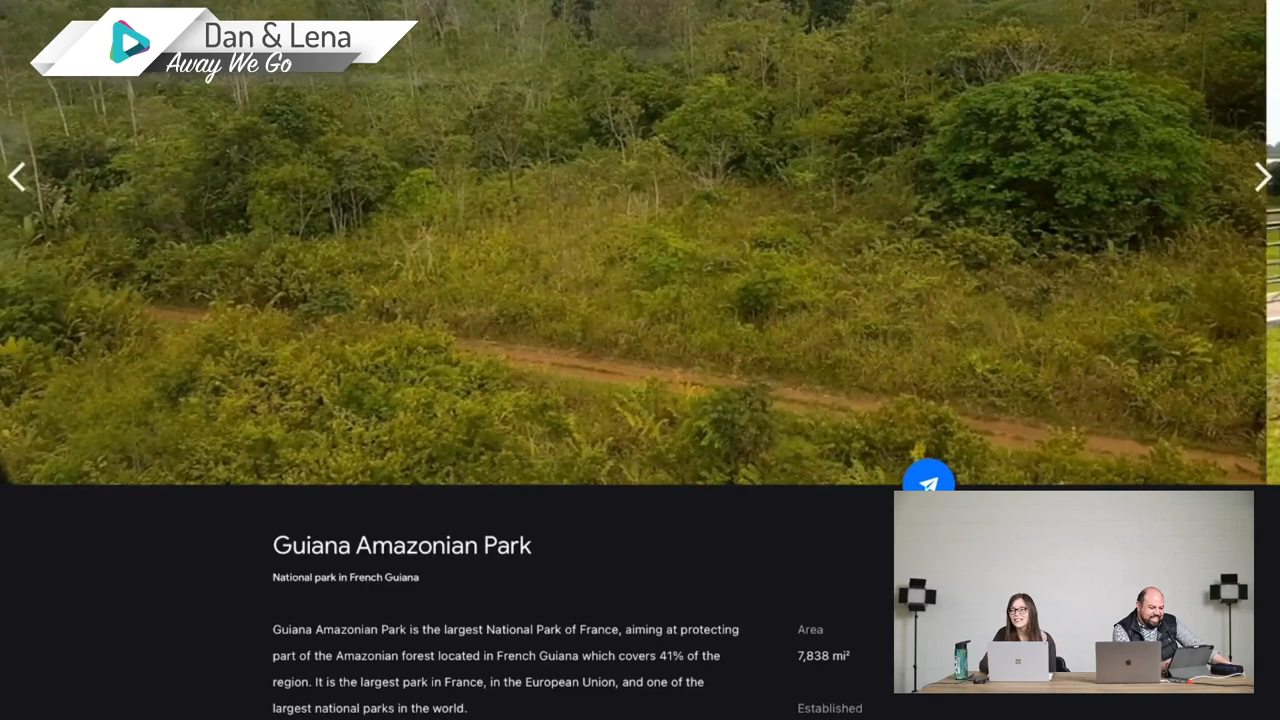 Dan & Lena
Away We Go
Guiana Amazonian Park
National park in French Guiana
Guiana Amazonian Park is the largest National Park of France, aiming at protecting
part of the Amazonian forest located in French Guiana which covers 41% of the
region. It is the largest park in France, in the European Union, and one of the
largest national parks in the world.
Area
7,838 mi²
Established